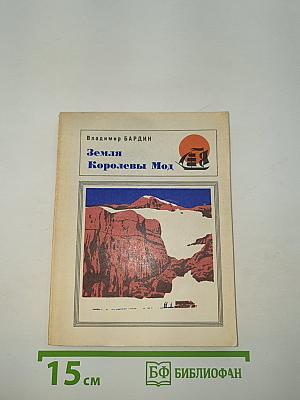 Владимир БАРДИН
Земля
Королевы Мод
15 см
БФ БИБЛИОФАН